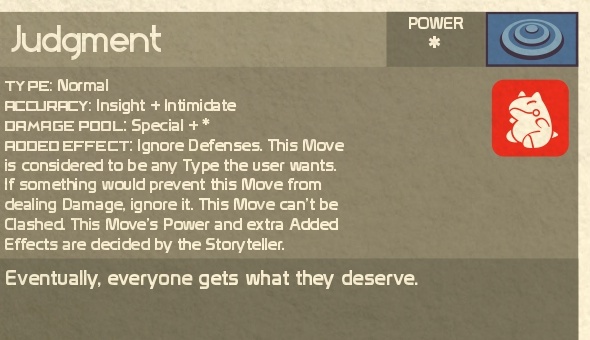 Judgment
POWER
*
TYPE: Normal
ACCURACY: Insight + Intimidate
DAMAGE POOL: Special + *
ADDED EFFECT: Ignore Defenses. This Move
is considered to be any Type the user wants.
If something would prevent this Move from
dealing Damage, ignore it. This Move can't be
Clashed. This Move's Power and extra Added
Effects are decided by the Storyteller.
Eventually, everyone gets what they deserve.